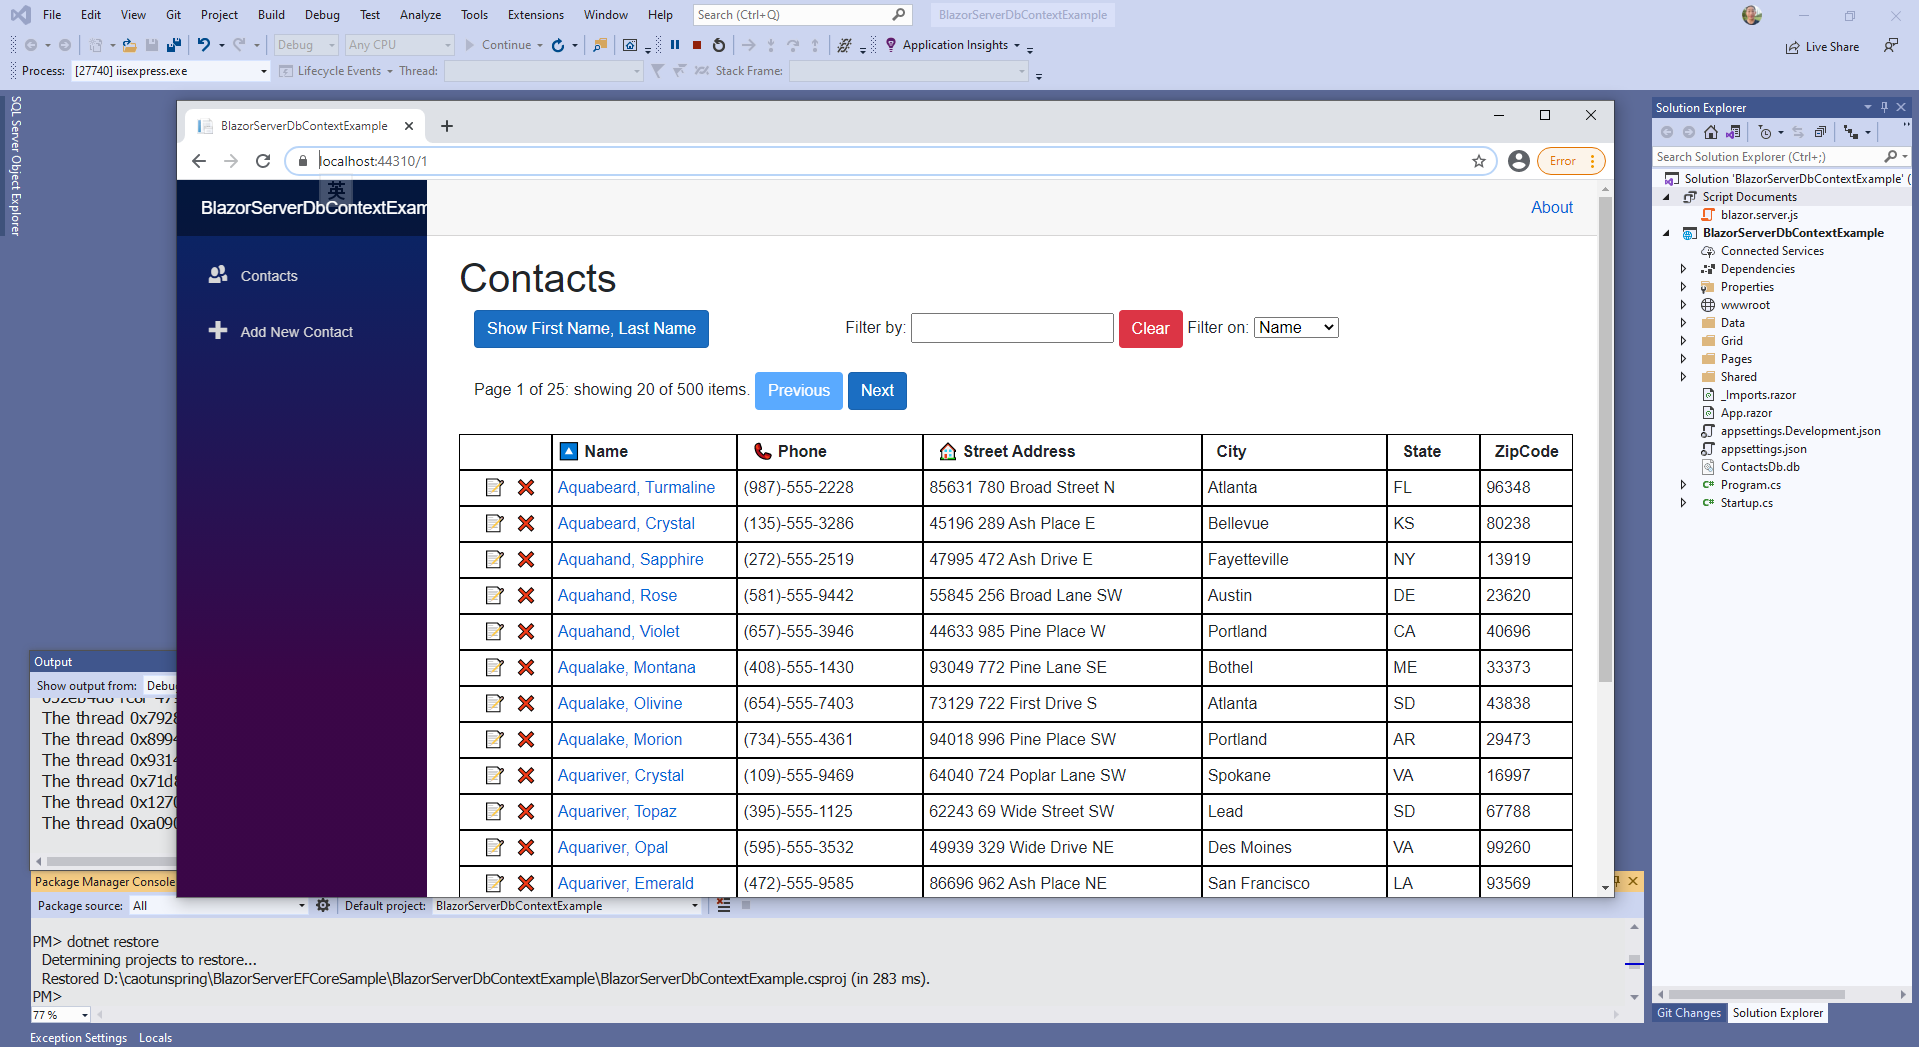 File Edit View Git Project Build Debug Test Analyze Tools Extensions Window Help Search (Ctrl+Q) BlazorServerDbContextExample
Debug Any CPU Continue Application Insights Live Share
Process: [27740] iisexpress.exe Lifecycle Events Thread: Stack Frame:
SQL Server Object Explorer
BlazorServerDbContextExample
localhost:44310/1 Error
英
BlazorServerDbContextExam
About
Contacts
Add New Contact
Contacts
Show First Name, Last Name Filter by: Clear Filter on: Name
Page 1 of 25: showing 20 of 500 items. Previous Next
Name Phone Street Address City State ZipCode
Aquabeard, Turmaline (987)-555-2228 85631 780 Broad Street N Atlanta FL 96348
Aquabeard, Crystal (135)-555-3286 45196 289 Ash Place E Bellevue KS 80238
Aquahand, Sapphire (272)-555-2519 47995 472 Ash Drive E Fayetteville NY 13919
Aquahand, Rose (581)-555-9442 55845 256 Broad Lane SW Austin DE 23620
Aquahand, Violet (657)-555-3946 44633 985 Pine Place W Portland CA 40696
Aqualake, Montana (408)-555-1430 93049 772 Pine Lane SE Bothel ME 33373
Aqualake, Olivine (654)-555-7403 73129 722 First Drive S Atlanta SD 43838
Aqualake, Morion (734)-555-4361 94018 996 Pine Place SW Portland AR 29473
Aquariver, Crystal (109)-555-9469 64040 724 Poplar Lane SW Spokane VA 16997
Aquariver, Topaz (395)-555-1125 62243 69 Wide Street SW Lead SD 67788
Aquariver, Opal (595)-555-3532 49939 329 Wide Drive NE Des Moines VA 99260
Aquariver, Emerald (472)-555-9585 86696 962 Ash Place NE San Francisco LA 93569
Solution Explorer
Search Solution Explorer (Ctrl+;)
Solution 'BlazorServerDbContextExample' (
Script Documents
blazor.server.js
BlazorServerDbContextExample
Connected Services
Dependencies
Properties
wwwroot
Data
Grid
Pages
Shared
_Imports.razor
App.razor
appsettings.Development.json
appsettings.json
ContactsDb.db
C# Program.cs
C# Startup.cs
Git Changes Solution Explorer
Output
Show output from: Debu
The thread 0x7928
The thread 0x8994
The thread 0x9314
The thread 0x71d8
The thread 0x1270
The thread 0xa090
Package Manager Console
Package source: All Default project: BlazorServerDbContextExample
PM> dotnet restore
Determining projects to restore...
Restored D:\caotunspring\BlazorServerEFCoreSample\BlazorServerDbContextExample\BlazorServerDbContextExample.csproj (in 283 ms).
PM>
77 %
Exception Settings Locals